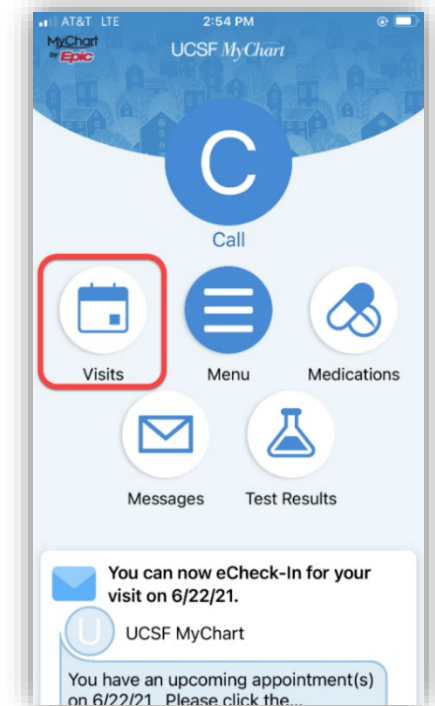 AT&T LTE 2:54 PM
MyChart
by Epic
UCSF MyChart
C
Call
Visits Menu Medications
Messages Test Results
You can now eCheck-In for your
visit on 6/22/21.
U
UCSF MyChart
You have an upcoming appointment(s)
on 6/22/21. Please click the...